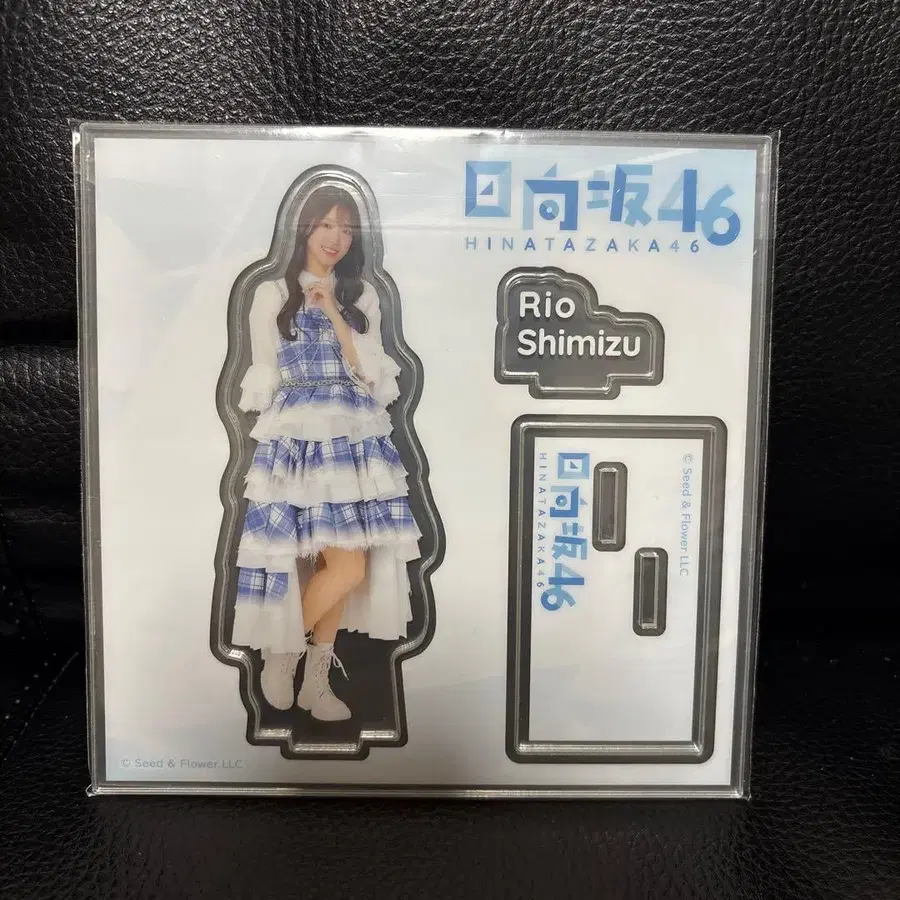 日向坂46
HINATAZAKA46
Rio
Shimizu
日向坂46
HINATAZAKA46
© Seed & Flower LLC
© Seed & Flower LLC